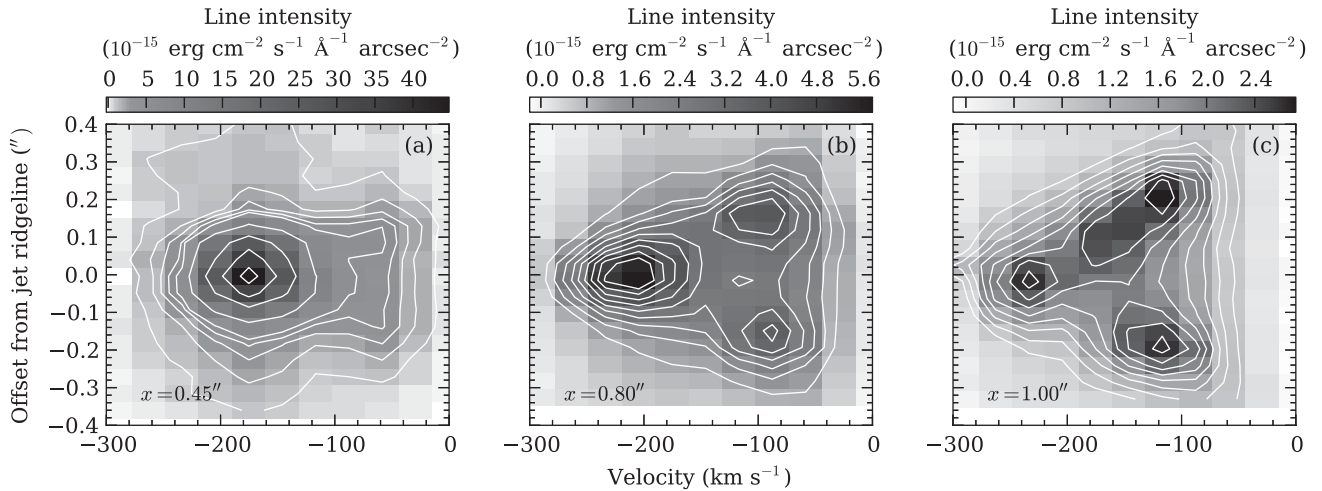 Line intensity Line intensity Line intensity
(10⁻¹⁵ erg cm⁻² s⁻¹ Å⁻¹ arcsec⁻²) (10⁻¹⁵ erg cm⁻² s⁻¹ Å⁻¹ arcsec⁻²) (10⁻¹⁵ erg cm⁻² s⁻¹ Å⁻¹ arcsec⁻²)
0 5 10 15 20 25 30 35 40 0.0 0.8 1.6 2.4 3.2 4.0 4.8 5.6 0.0 0.4 0.8 1.2 1.6 2.0 2.4
Offset from jet ridgeline (″)
0.4
0.3
0.2
0.1
0.0
−0.1
−0.2
−0.3
−0.4
(a) (b) (c)
x=0.45″ x=0.80″ x=1.00″
−300 −200 −100 0 −300 −200 −100 0 −300 −200 −100 0
Velocity (km s⁻¹)